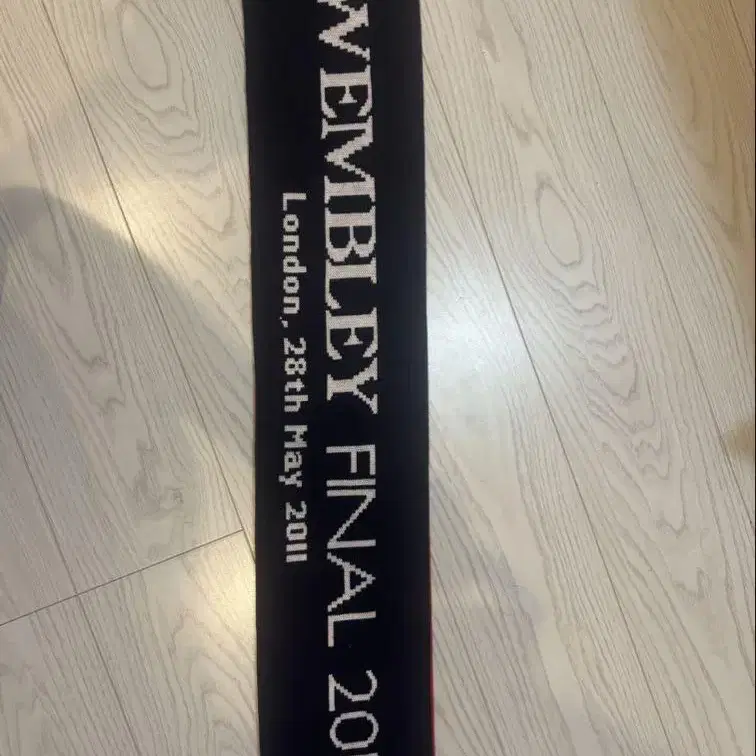 WEMBLEY FINAL 20
London, 28th May 2011